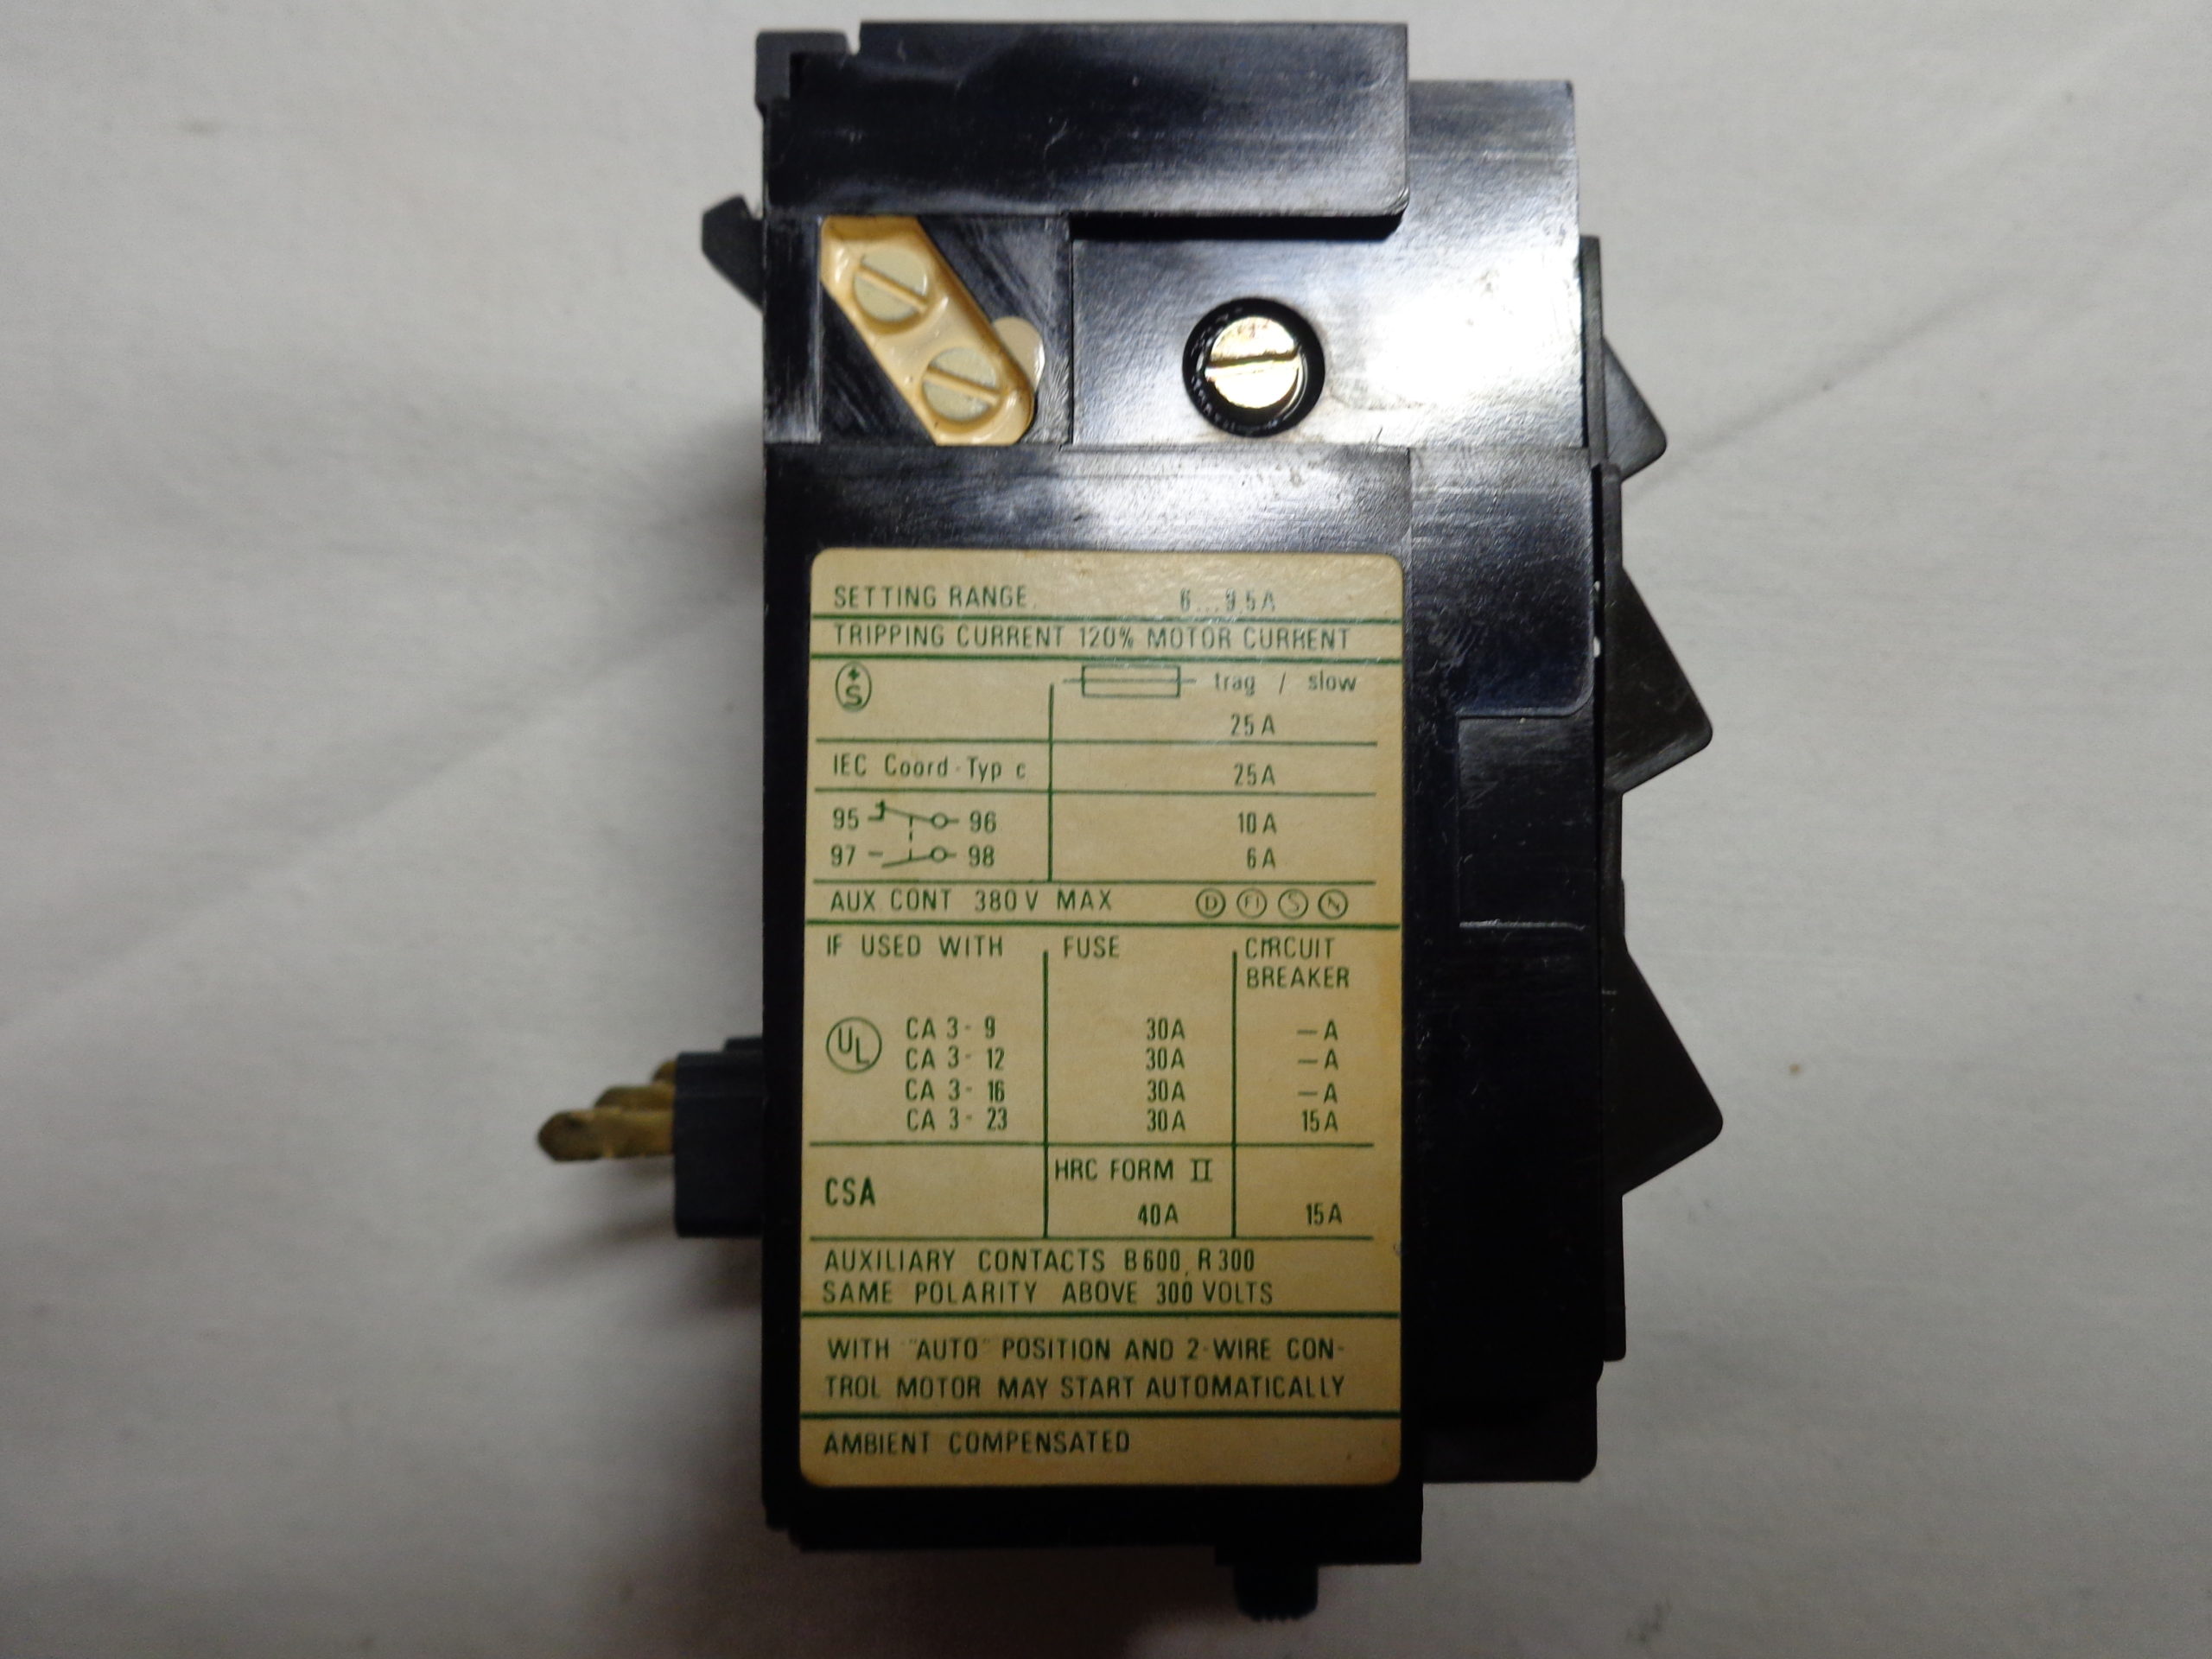 SETTING RANGE. 6...9.5A
TRIPPING CURRENT 120% MOTOR CURRENT
+S trag / slow
25 A
IEC Coord-Typ c 25A
95 96 10 A
97 98 6 A
AUX CONT 380V MAX D FI S N
IF USED WITH FUSE CIRCUIT
BREAKER
UL CA 3-9 30A —A
CA 3-12 30A —A
CA 3-16 30A —A
CA 3-23 30A 15A
HRC FORM II
CSA 40A 15A
AUXILIARY CONTACTS B600, R300
SAME POLARITY ABOVE 300 VOLTS
WITH "AUTO" POSITION AND 2-WIRE CON-
TROL MOTOR MAY START AUTOMATICALLY
AMBIENT COMPENSATED